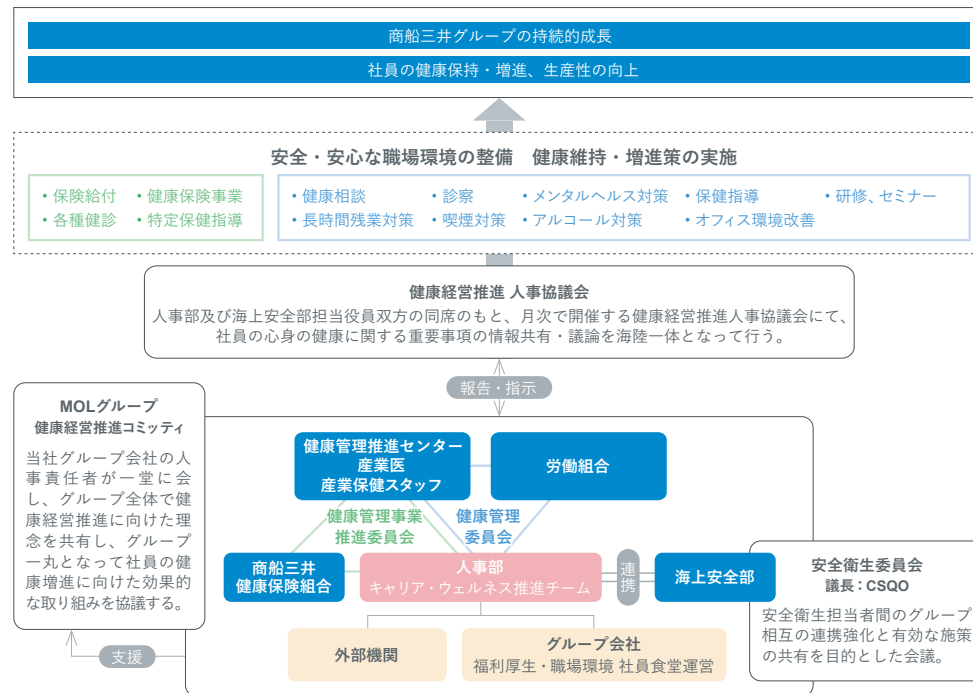 商船三井グループの持続的成長
社員の健康保持・増進、生産性の向上
安全・安心な職場環境の整備　健康維持・増進策の実施
・保険給付　・健康保険事業
・各種健診　・特定保健指導
・健康相談　・診察　・メンタルヘルス対策　・保健指導　・研修、セミナー
・長時間残業対策　・喫煙対策　・アルコール対策　・オフィス環境改善
健康経営推進 人事協議会
人事部及び海上安全部担当役員双方の同席のもと、月次で開催する健康経営推進人事協議会にて、
社員の心身の健康に関する重要事項の情報共有・議論を海陸一体となって行う。
報告・指示
MOLグループ
健康経営推進コミッティ
当社グループ会社の人
事責任者が一堂に会
し、グループ全体で健
康経営推進に向けた理
念を共有し、グループ
一丸となって社員の健
康増進に向けた効果的
な取り組みを協議する。
支援
健康管理推進センター
産業医
産業保健スタッフ
労働組合
健康管理事業
推進委員会
健康管理
委員会
商船三井
健康保険組合
人事部
キャリア・ウェルネス推進チーム
連携
海上安全部
外部機関
グループ会社
福利厚生・職場環境 社員食堂運営
安全衛生委員会
議長：CSQO
安全衛生担当者間のグループ
相互の連携強化と有効な施策
の共有を目的とした会議。